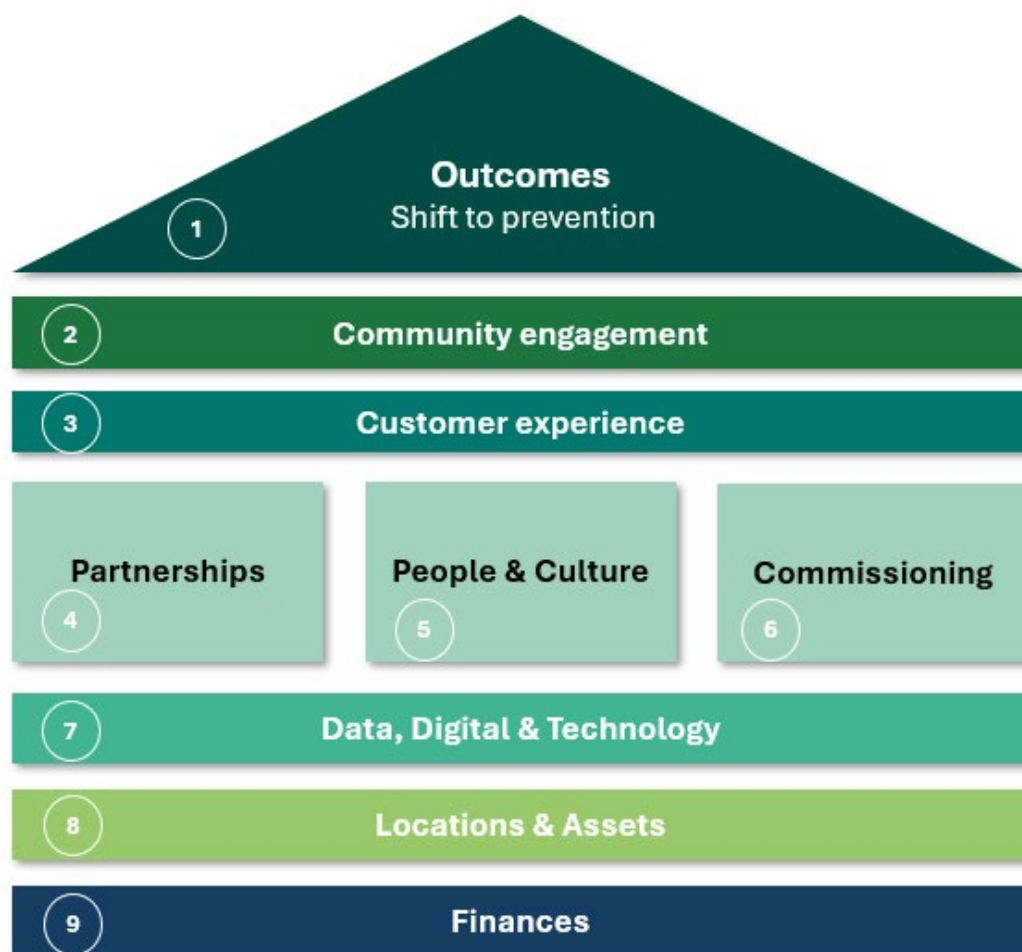 Outcomes
Shift to prevention
1
2
Community engagement
3
Customer experience
Partnerships
4
People & Culture
5
Commissioning
6
7
Data, Digital & Technology
8
Locations & Assets
9
Finances